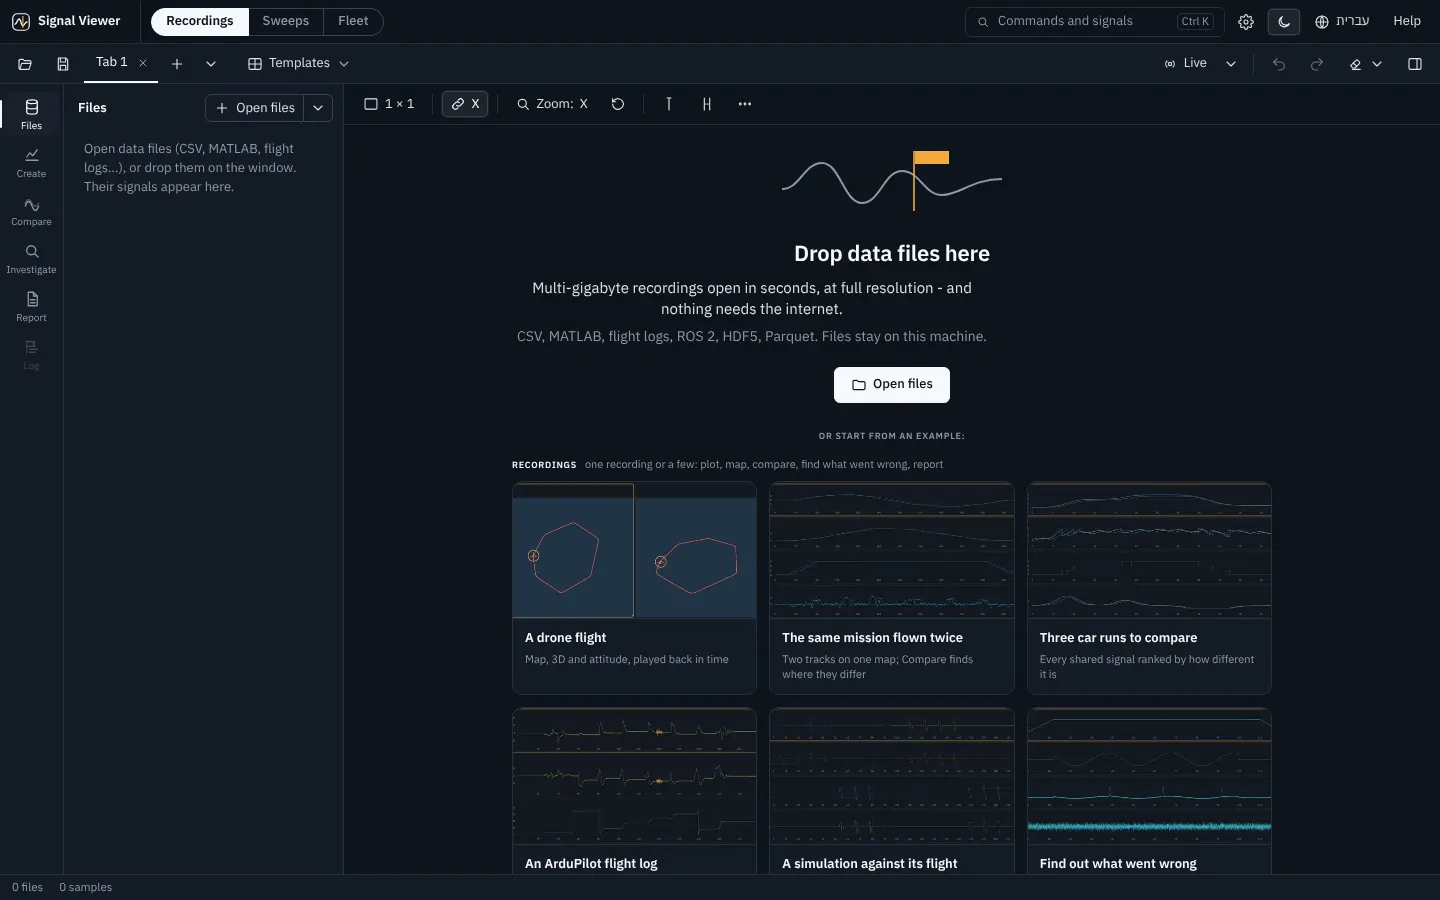 Signal Viewer
Recordings
Sweeps
Fleet
Commands and signals
Ctrl K
עברית
Help
Tab 1
Templates
Live
Files
Create
Compare
Investigate
Report
Log
Files
Open files
Open data files (CSV, MATLAB, flight
logs...), or drop them on the window.
Their signals appear here.
1 × 1
X
Zoom: X
Drop data files here
Multi-gigabyte recordings open in seconds, at full resolution - and
nothing needs the internet.
CSV, MATLAB, flight logs, ROS 2, HDF5, Parquet. Files stay on this machine.
Open files
OR START FROM AN EXAMPLE:
RECORDINGS one recording or a few: plot, map, compare, find what went wrong, report
A drone flight
Map, 3D and attitude, played back in time
The same mission flown twice
Two tracks on one map; Compare finds
where they differ
Three car runs to compare
Every shared signal ranked by how different
it is
An ArduPilot flight log
A simulation against its flight
Find out what went wrong
0 files
0 samples